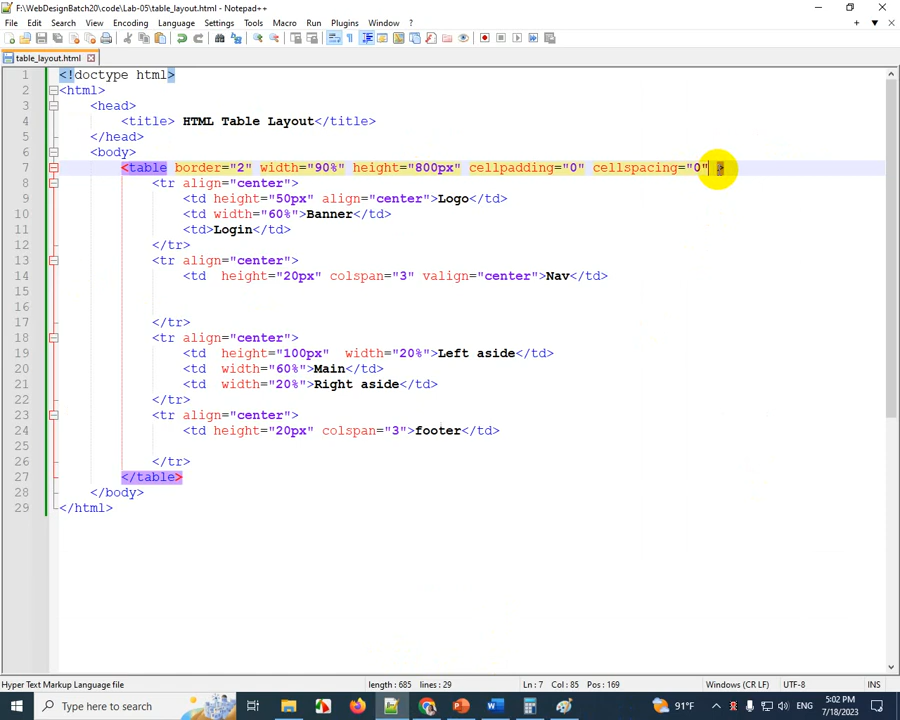 F:\WebDesignBatch20\code\Lab-05\table_layout.html - Notepad++
File Edit Search View Encoding Language Settings Tools Macro Run Plugins Window ?
table_layout.html
1 <!doctype html>
2 <html>
3 <head>
4 <title> HTML Table Layout</title>
5 </head>
6 <body>
7 <table border="2" width="90%" height="800px" cellpadding="0" cellspacing="0" >
8 <tr align="center">
9 <td height="50px" align="center">Logo</td>
10 <td width="60%">Banner</td>
11 <td>Login</td>
12 </tr>
13 <tr align="center">
14 <td  height="20px" colspan="3" valign="center">Nav</td>
15
16
17 </tr>
18 <tr align="center">
19 <td  height="100px"  width="20%">Left aside</td>
20 <td  width="60%">Main</td>
21 <td  width="20%">Right aside</td>
22 </tr>
23 <tr align="center">
24 <td height="20px" colspan="3">footer</td>
25
26 </tr>
27 </table>
28 </body>
29 </html>
Hyper Text Markup Language file length : 685 lines : 29 Ln : 7 Col : 85 Pos : 169 Windows (CR LF) UTF-8 INS
Type here to search 91°F 5:02 PM
7/18/2023